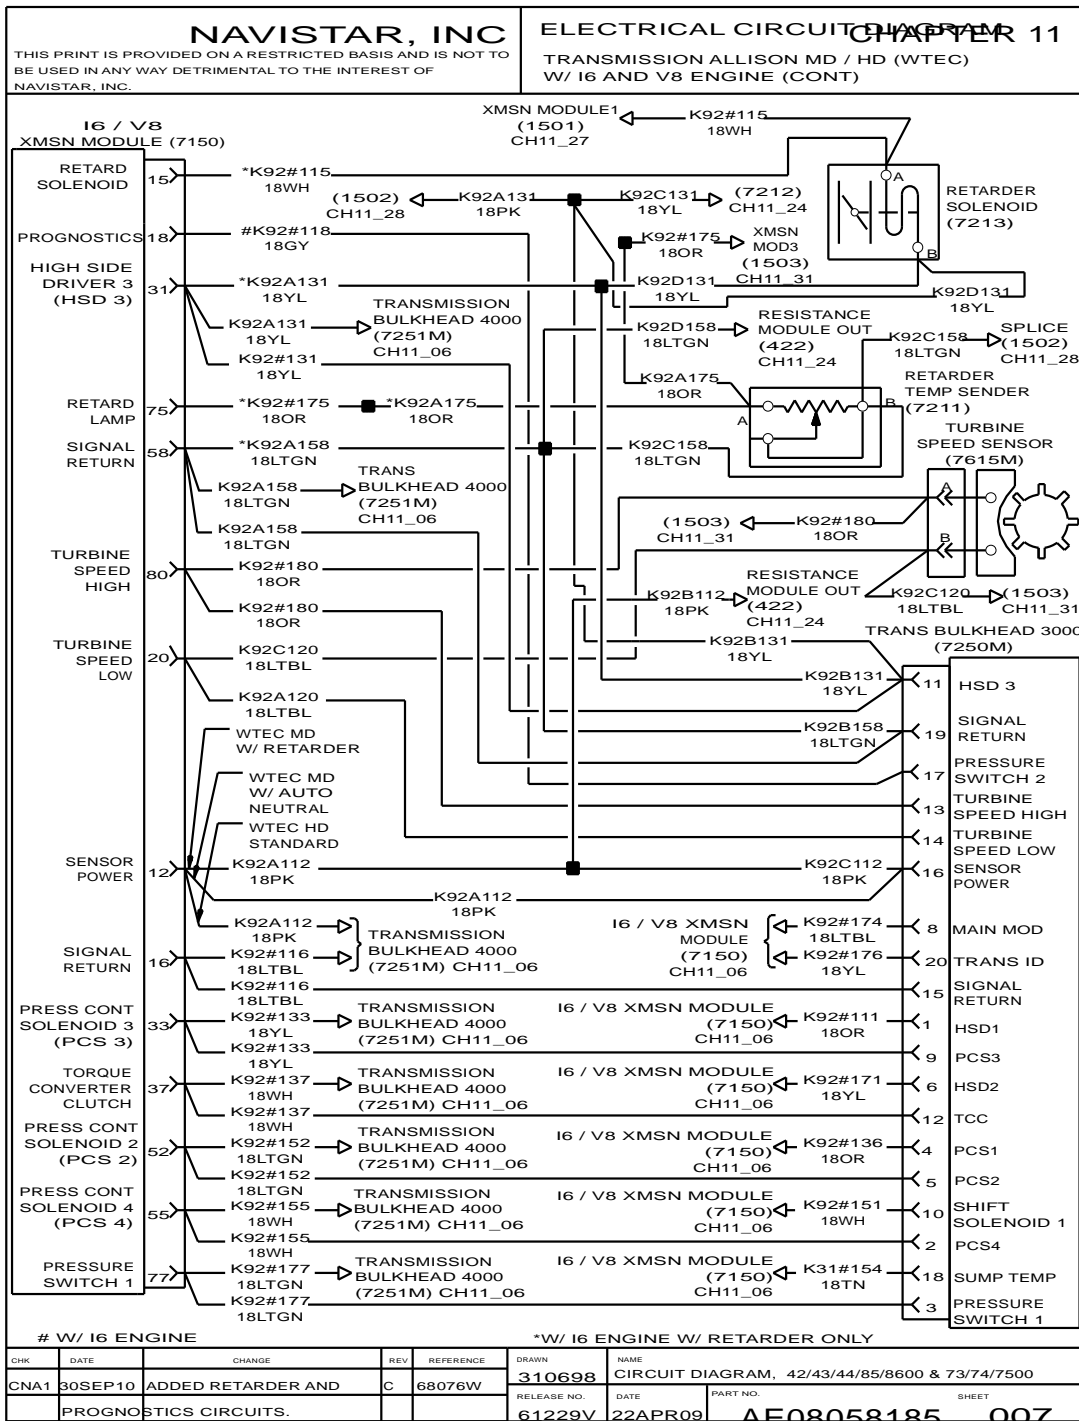 NAVISTAR, INC
THIS PRINT IS PROVIDED ON A RESTRICTED BASIS AND IS NOT TO
BE USED IN ANY WAY DETRIMENTAL TO THE INTEREST OF
NAVISTAR, INC.
ELECTRICAL CIRCUIT DIAGRAM
CHAPTER 11
TRANSMISSION ALLISON MD / HD (WTEC)
W/ I6 AND V8 ENGINE (CONT)
I6 / V8
XMSN MODULE (7150)
RETARD
SOLENOID
15
*K92#115
18WH
PROGNOSTICS
18
#K92#118
18GY
HIGH SIDE
DRIVER 3
(HSD 3)
31
*K92A131
18YL
K92A131
18YL
TRANSMISSION
BULKHEAD 4000
(7251M)
CH11_06
K92#131
18YL
RETARD
LAMP
75
*K92#175
18OR
*K92A175
18OR
SIGNAL
RETURN
58
*K92A158
18LTGN
K92A158
18LTGN
TRANS
BULKHEAD 4000
(7251M)
CH11_06
K92A158
18LTGN
TURBINE
SPEED
HIGH
80
K92#180
18OR
K92#180
18OR
TURBINE
SPEED
LOW
20
K92C120
18LTBL
K92A120
18LTBL
WTEC MD
W/ RETARDER
WTEC MD
W/ AUTO
NEUTRAL
WTEC HD
STANDARD
SENSOR
POWER
12
K92A112
18PK
K92A112
18PK
K92A112
18PK
SIGNAL
RETURN
16
K92#116
18LTBL
TRANSMISSION
BULKHEAD 4000
(7251M) CH11_06
K92#116
18LTBL
PRESS CONT
SOLENOID 3
(PCS 3)
33
K92#133
18YL
TRANSMISSION
BULKHEAD 4000
(7251M) CH11_06
K92#133
18YL
TORQUE
CONVERTER
CLUTCH
37
K92#137
18WH
TRANSMISSION
BULKHEAD 4000
(7251M) CH11_06
K92#137
18WH
PRESS CONT
SOLENOID 2
(PCS 2)
52
K92#152
18LTGN
TRANSMISSION
BULKHEAD 4000
(7251M) CH11_06
K92#152
18LTGN
PRESS CONT
SOLENOID 4
(PCS 4)
55
K92#155
18WH
TRANSMISSION
BULKHEAD 4000
(7251M) CH11_06
K92#155
18WH
PRESSURE
SWITCH 1
77
K92#177
18LTGN
TRANSMISSION
BULKHEAD 4000
(7251M) CH11_06
K92#177
18LTGN
XMSN MODULE1
(1501)
CH11_27
K92#115
18WH
(1502)
CH11_28
K92A131
18PK
K92C131
18YL
(7212)
CH11_24
K92#175
18OR
XMSN
MOD3
(1503)
CH11_31
K92D131
18YL
A
B
RETARDER
SOLENOID
(7213)
K92D131
18YL
K92D158
18LTGN
RESISTANCE
MODULE OUT
(422)
CH11_24
K92C158
18LTGN
SPLICE
(1502)
CH11_28
K92A175
18OR
A
B
RETARDER
TEMP SENDER
(7211)
K92C158
18LTGN
TURBINE
SPEED SENSOR
(7615M)
A
B
(1503)
CH11_31
K92#180
18OR
K92B112
18PK
RESISTANCE
MODULE OUT
(422)
CH11_24
K92C120
18LTBL
(1503)
CH11_31
TRANS BULKHEAD 3000
(7250M)
K92B131
18YL
K92B131
18YL
11
HSD 3
K92B158
18LTGN
19
SIGNAL
RETURN
17
PRESSURE
SWITCH 2
13
TURBINE
SPEED HIGH
14
TURBINE
SPEED LOW
K92C112
18PK
16
SENSOR
POWER
I6 / V8 XMSN
MODULE
(7150)
CH11_06
K92#174
18LTBL
8
MAIN MOD
K92#176
18YL
20
TRANS ID
15
SIGNAL
RETURN
I6 / V8 XMSN MODULE
(7150)
CH11_06
K92#111
18OR
1
HSD1
9
PCS3
I6 / V8 XMSN MODULE
(7150)
CH11_06
K92#171
18YL
6
HSD2
12
TCC
I6 / V8 XMSN MODULE
(7150)
CH11_06
K92#136
18OR
4
PCS1
5
PCS2
I6 / V8 XMSN MODULE
(7150)
CH11_06
K92#151
18WH
10
SHIFT
SOLENOID 1
2
PCS4
I6 / V8 XMSN MODULE
(7150)
CH11_06
K31#154
18TN
18
SUMP TEMP
3
PRESSURE
SWITCH 1
# W/ I6 ENGINE
*W/ I6 ENGINE W/ RETARDER ONLY
CHK DATE CHANGE REV REFERENCE
CNA1 30SEP10 ADDED RETARDER AND C 68076W
PROGNOSTICS CIRCUITS.
DRAWN
310698
NAME
CIRCUIT DIAGRAM, 42/43/44/85/8600 & 73/74/7500
RELEASE NO.
61229V
DATE
22APR09
PART NO.
AE08058185
SHEET
007